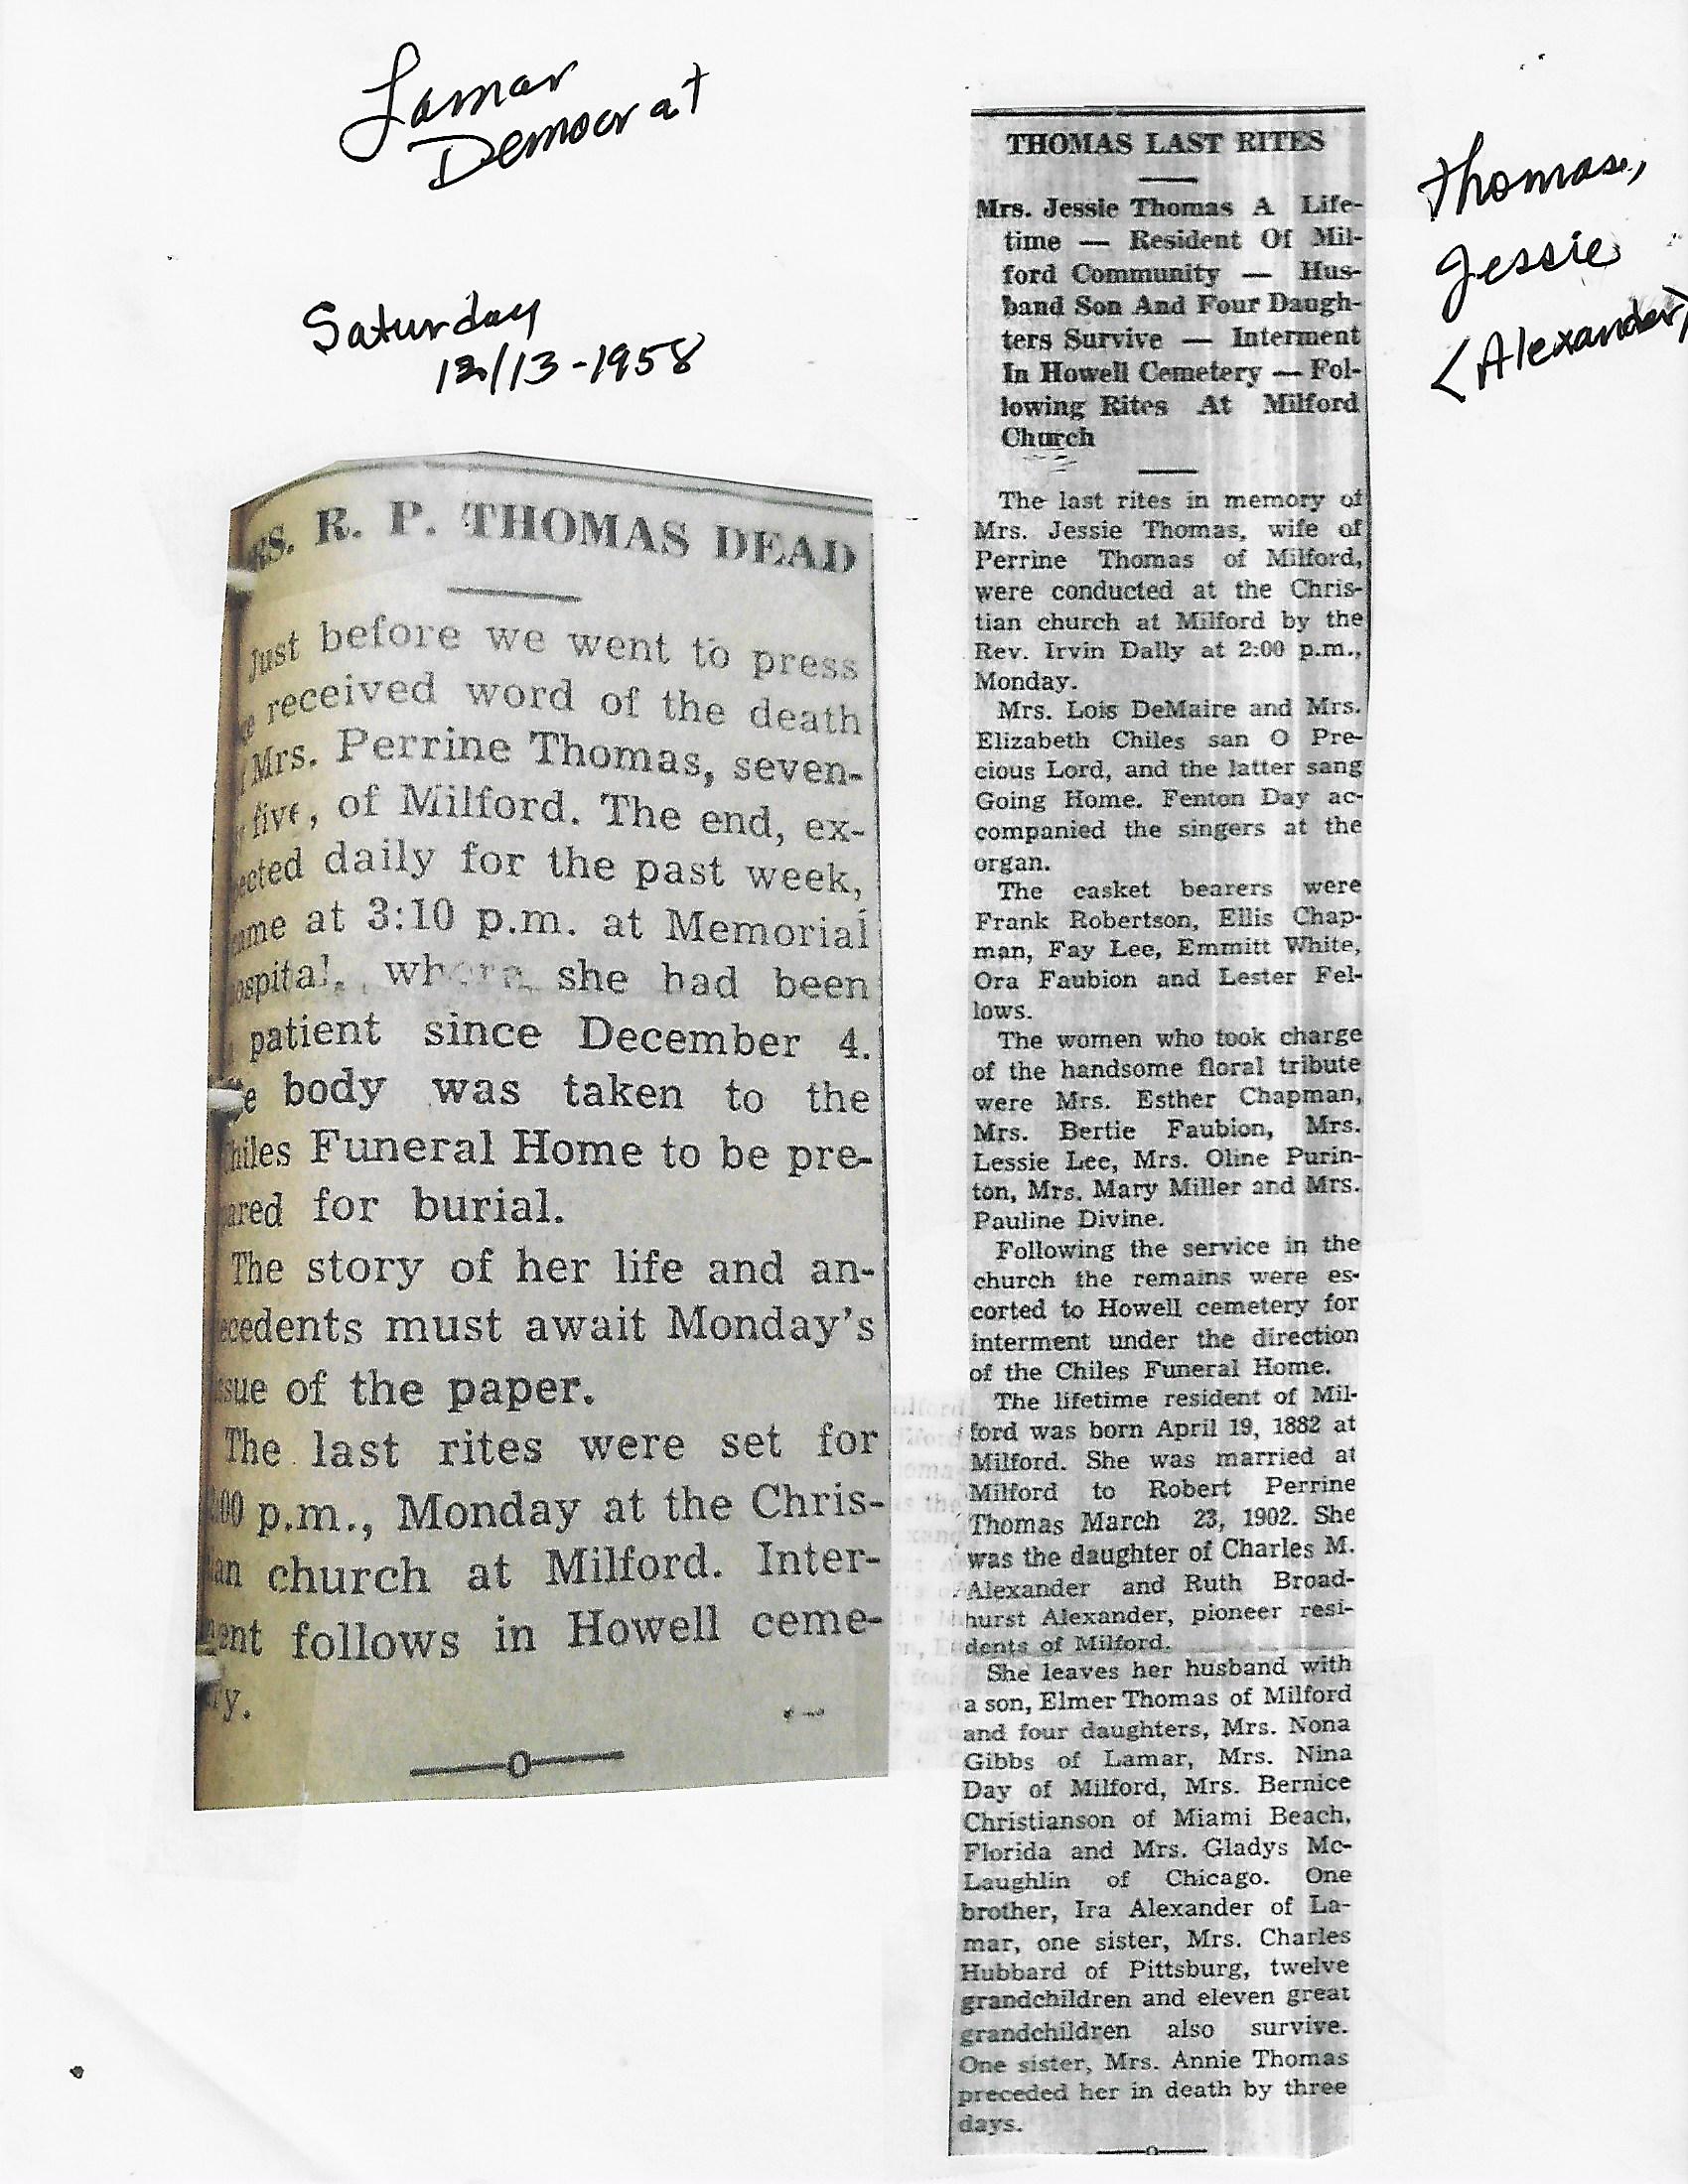 Lamar
Democrat
Saturday
12/13-1958
RS. R. P. THOMAS DEAD
Just before we went to press
e received word of the death
Mrs. Perrine Thomas, seven-
five, of Milford. The end, ex-
ected daily for the past week,
ame at 3:10 p.m. at Memorial
ospital, where she had been
patient since December 4.
e body was taken to the
hiles Funeral Home to be pre-
ared for burial.
The story of her life and an-
ecedents must await Monday's
ssue of the paper.
The last rites were set for
:00 p.m., Monday at the Chris-
an church at Milford. Inter-
ent follows in Howell ceme-
ry.
THOMAS LAST RITES
Mrs. Jessie Thomas A Life-
time — Resident Of Mil-
ford Community — Hus-
band Son And Four Daugh-
ters Survive — Interment
In Howell Cemetery — Fol-
lowing Rites At Milford
Church
The last rites in memory of
Mrs. Jessie Thomas, wife of
Perrine Thomas of Milford,
were conducted at the Chris-
tian church at Milford by the
Rev. Irvin Dally at 2:00 p.m.,
Monday.
Mrs. Lois DeMaire and Mrs.
Elizabeth Chiles san O Pre-
cious Lord, and the latter sang
Going Home. Fenton Day ac-
companied the singers at the
organ.
The casket bearers were
Frank Robertson, Ellis Chap-
man, Fay Lee, Emmitt White,
Ora Faubion and Lester Fel-
lows.
The women who took charge
of the handsome floral tribute
were Mrs. Esther Chapman,
Mrs. Bertie Faubion, Mrs.
Lessie Lee, Mrs. Oline Purin-
ton, Mrs. Mary Miller and Mrs.
Pauline Divine.
Following the service in the
church the remains were es-
corted to Howell cemetery for
interment under the direction
of the Chiles Funeral Home.
The lifetime resident of Mil-
ford was born April 19, 1882 at
Milford. She was married at
Milford to Robert Perrine
Thomas March 23, 1902. She
was the daughter of Charles M.
Alexander and Ruth Broad-
hurst Alexander, pioneer resi-
dents of Milford.
She leaves her husband with
a son, Elmer Thomas of Milford
and four daughters, Mrs. Nona
Gibbs of Lamar, Mrs. Nina
Day of Milford, Mrs. Bernice
Christianson of Miami Beach,
Florida and Mrs. Gladys Mc-
Laughlin of Chicago. One
brother, Ira Alexander of La-
mar, one sister, Mrs. Charles
Hubbard of Pittsburg, twelve
grandchildren and eleven great
grandchildren also survive.
One sister, Mrs. Annie Thomas
preceded her in death by three
days.
Thomas,
Jessie
<Alexander>